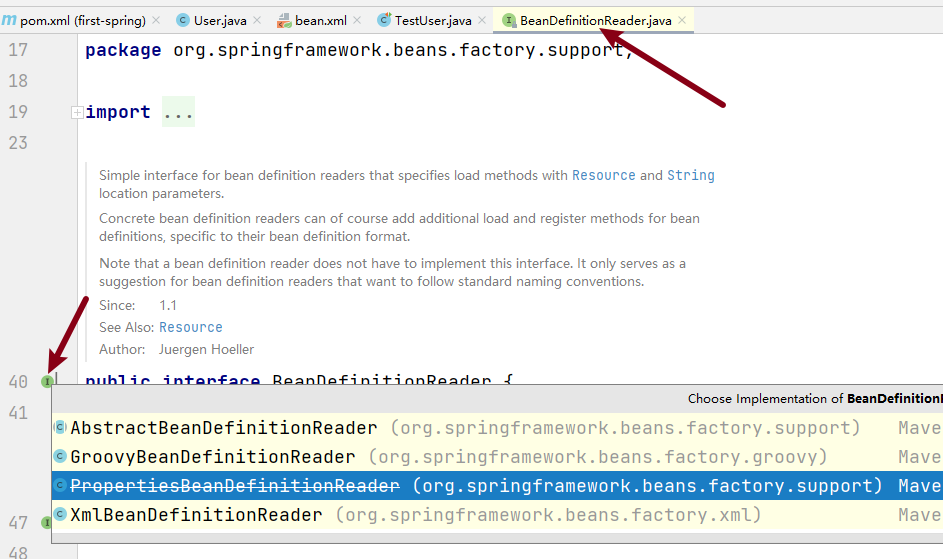 pom.xml (first-spring) User.java bean.xml TestUser.java BeanDefinitionReader.java
17 package org.springframework.beans.factory.support;
18
19 import ...
23
Simple interface for bean definition readers that specifies load methods with Resource and String
location parameters.
Concrete bean definition readers can of course add additional load and register methods for bean
definitions, specific to their bean definition format.
Note that a bean definition reader does not have to implement this interface. It only serves as a
suggestion for bean definition readers that want to follow standard naming conventions.
Since: 1.1
See Also: Resource
Author: Juergen Hoeller
40 public interface BeanDefinitionReader {
Choose Implementation of BeanDefinition
41
AbstractBeanDefinitionReader (org.springframework.beans.factory.support) Mave
GroovyBeanDefinitionReader (org.springframework.beans.factory.groovy) Mave
PropertiesBeanDefinitionReader (org.springframework.beans.factory.support) Mave
47 XmlBeanDefinitionReader (org.springframework.beans.factory.xml) Mave
48